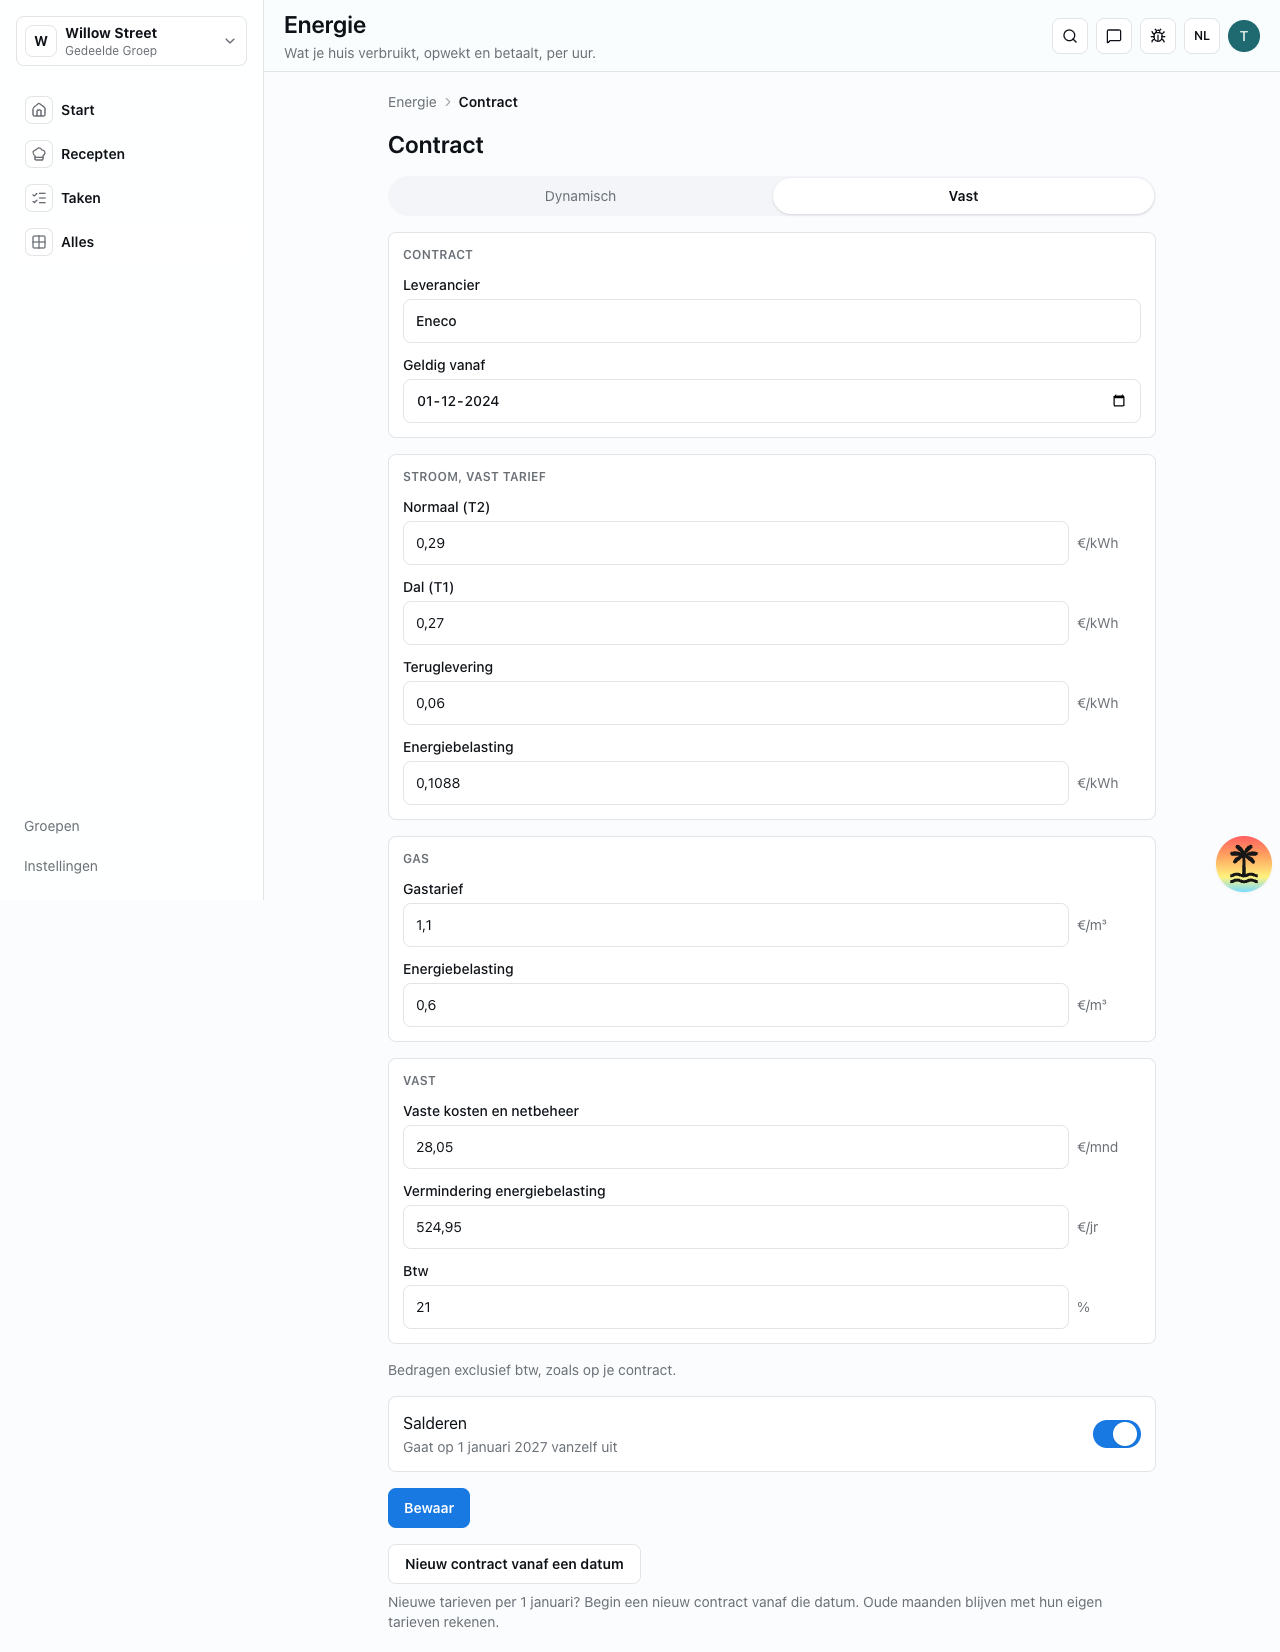 W
Willow Street
Gedeelde Groep
Start
Recepten
Taken
Alles
Groepen
Instellingen
Energie
Wat je huis verbruikt, opwekt en betaalt, per uur.
NL
T
Energie > Contract
Contract
Dynamisch
Vast
CONTRACT
Leverancier
Eneco
Geldig vanaf
01-12-2024
STROOM, VAST TARIEF
Normaal (T2)
0,29 €/kWh
Dal (T1)
0,27 €/kWh
Teruglevering
0,06 €/kWh
Energiebelasting
0,1088 €/kWh
GAS
Gastarief
1,1 €/m³
Energiebelasting
0,6 €/m³
VAST
Vaste kosten en netbeheer
28,05 €/mnd
Vermindering energiebelasting
524,95 €/jr
Btw
21 %
Bedragen exclusief btw, zoals op je contract.
Salderen
Gaat op 1 januari 2027 vanzelf uit
Bewaar
Nieuw contract vanaf een datum
Nieuwe tarieven per 1 januari? Begin een nieuw contract vanaf die datum. Oude maanden blijven met hun eigen
tarieven rekenen.